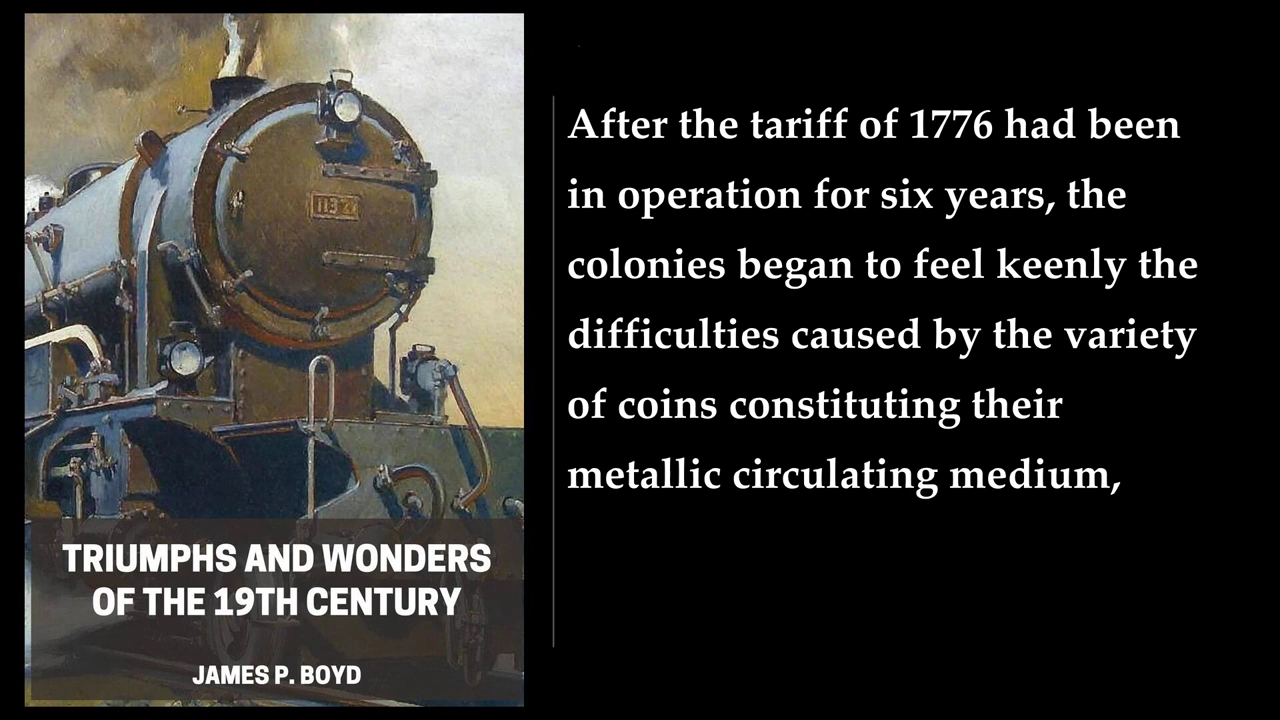 After the tariff of 1776 had been
in operation for six years, the
colonies began to feel keenly the
difficulties caused by the variety
of coins constituting their
metallic circulating medium,
TRIUMPHS AND WONDERS
OF THE 19TH CENTURY
JAMES P. BOYD